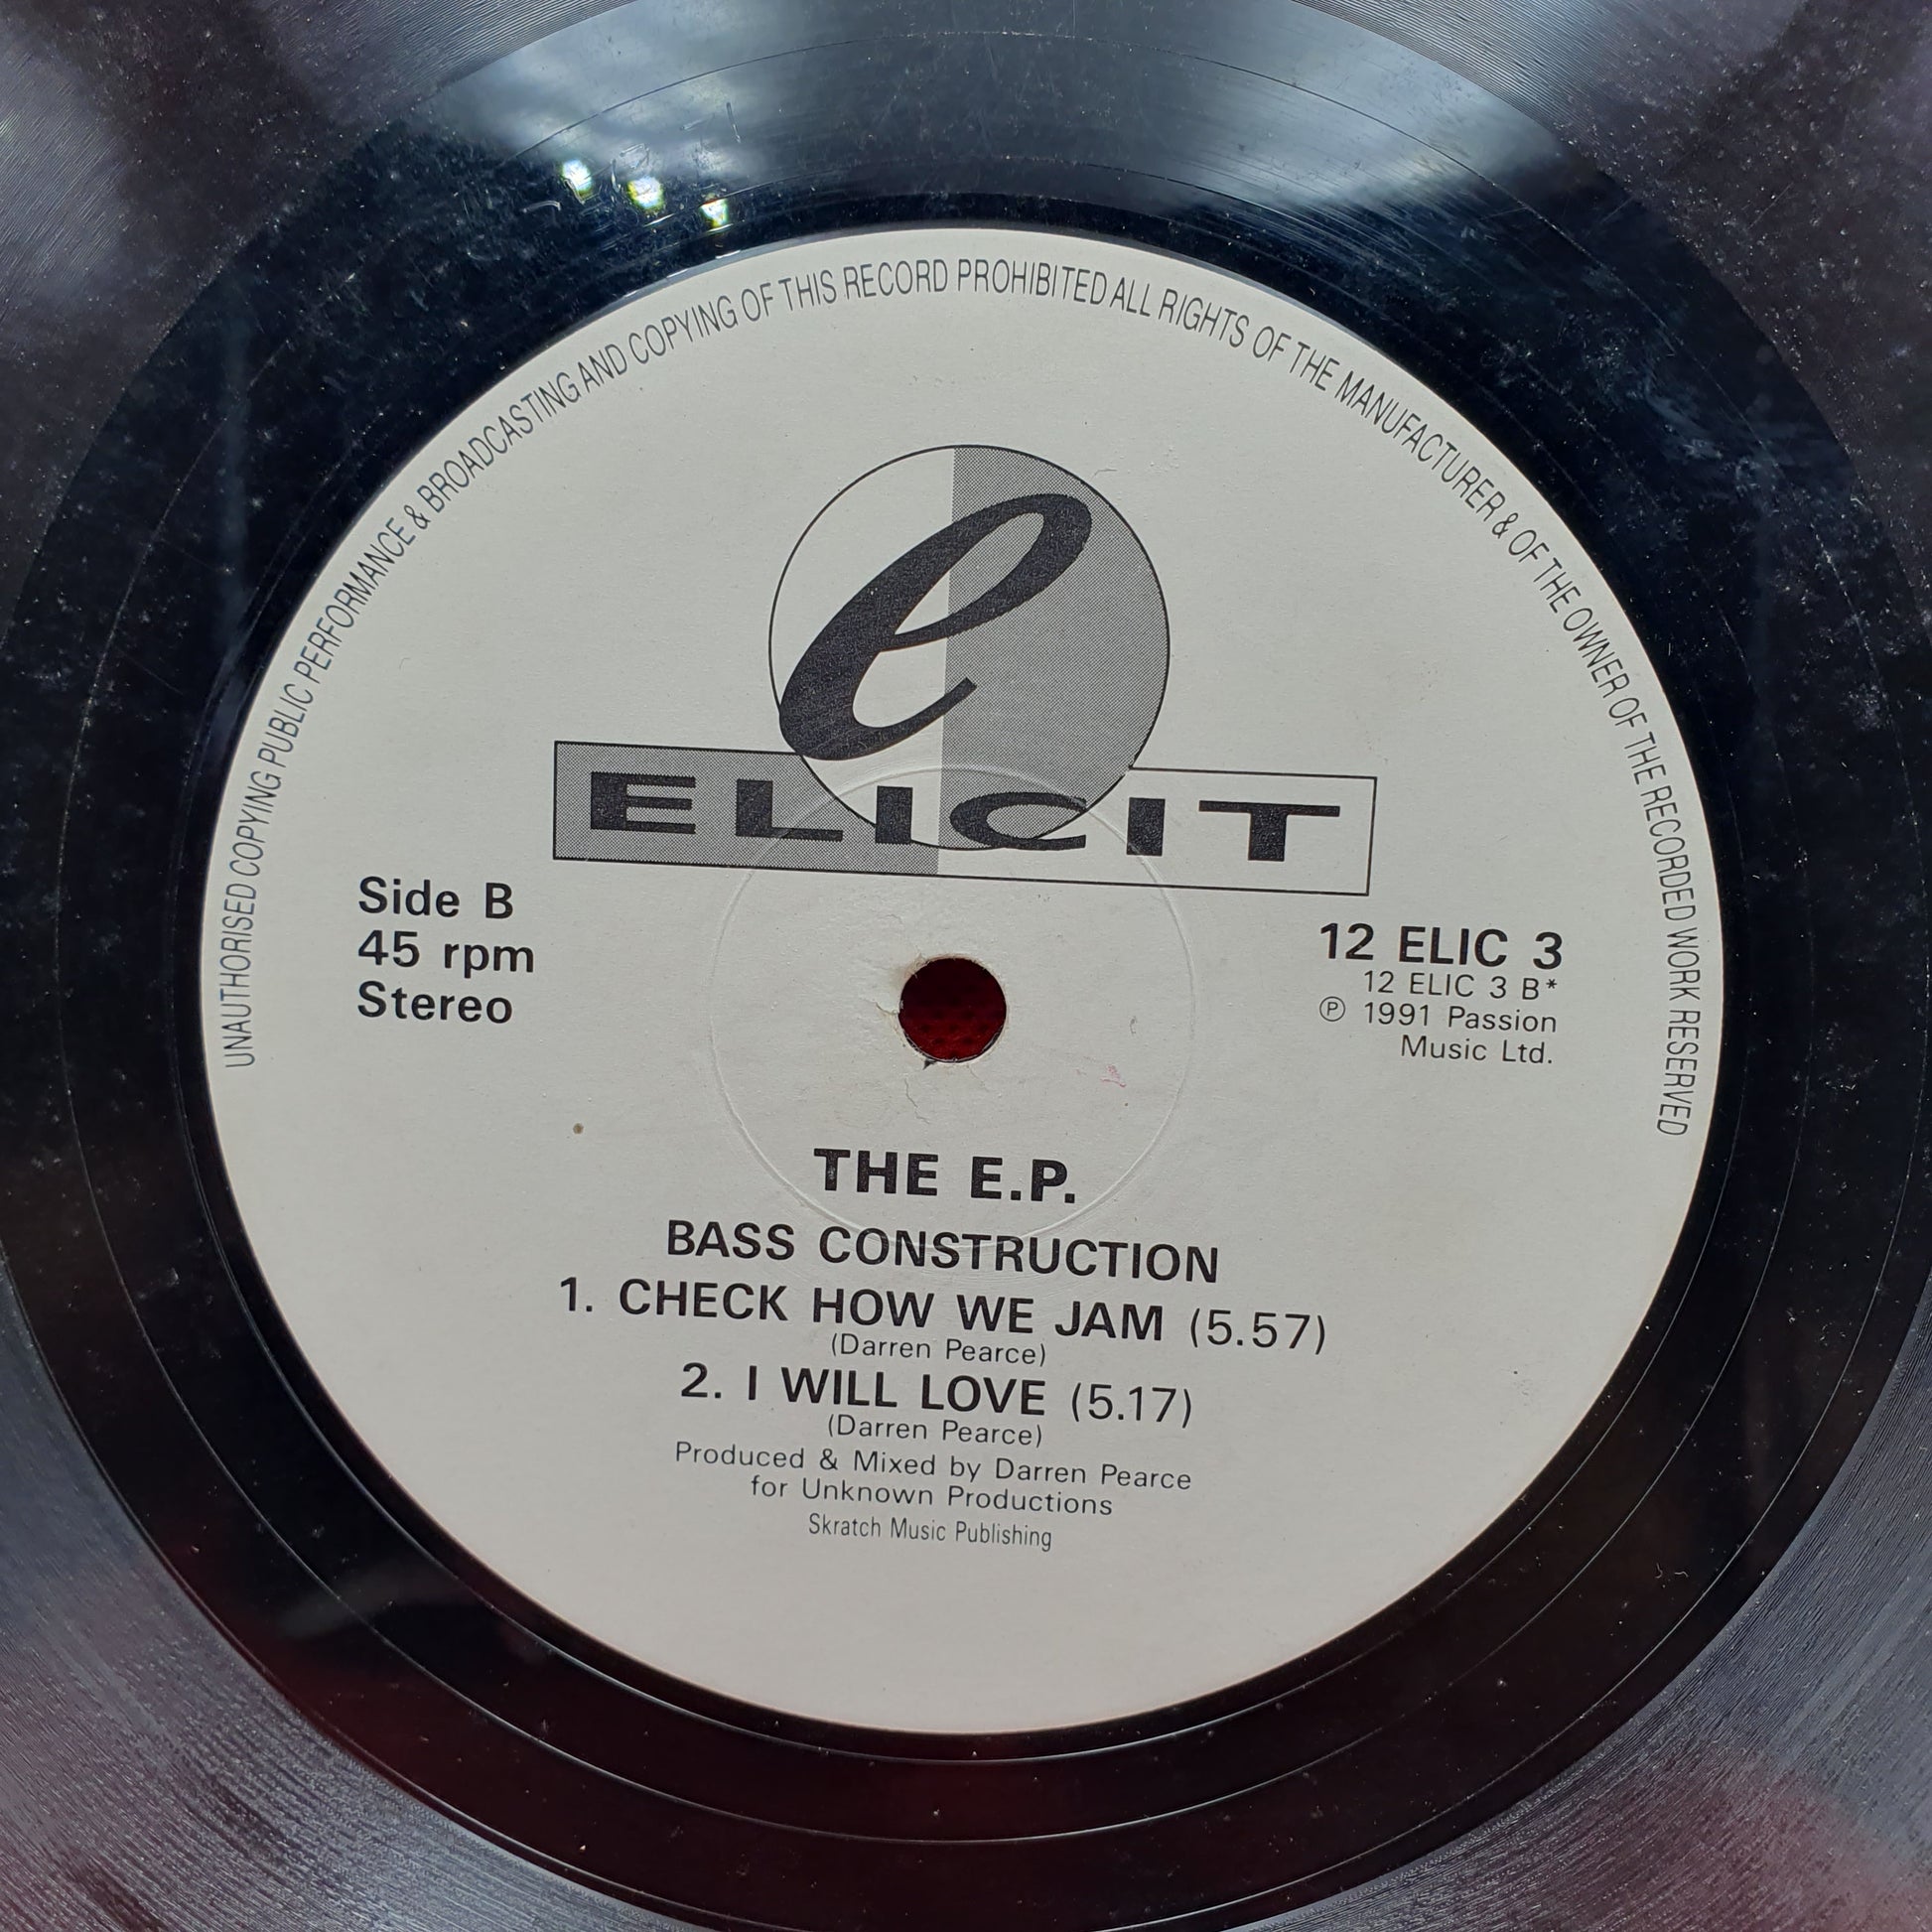 UNAUTHORISED COPYING PUBLIC PERFORMANCE & BROADCASTING AND COPYING OF THIS RECORD PROHIBITED ALL RIGHTS OF THE MANUFACTURER & OF THE OWNER OF THE RECORDED WORK RESERVED
e
ELICIT
Side B
45 rpm
Stereo
12 ELIC 3
12 ELIC 3 B*
℗ 1991 Passion
Music Ltd.
THE E.P.
BASS CONSTRUCTION
1. CHECK HOW WE JAM (5.57)
(Darren Pearce)
2. I WILL LOVE (5.17)
(Darren Pearce)
Produced & Mixed by Darren Pearce
for Unknown Productions
Skratch Music Publishing